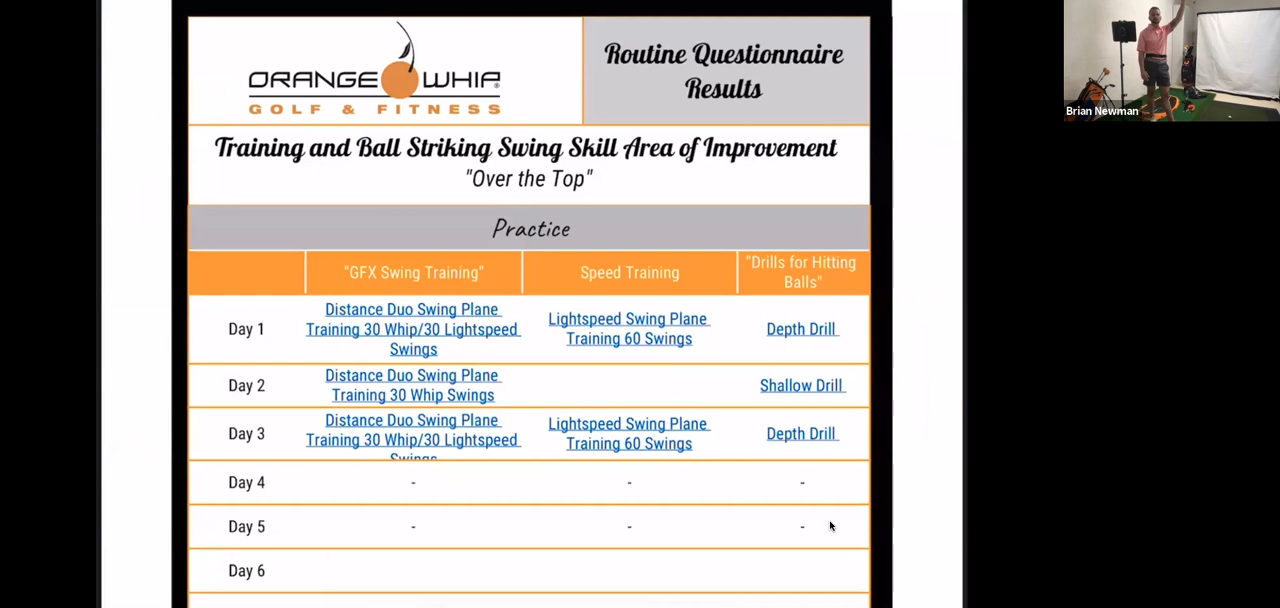 ORANGE WHIP
GOLF & FITNESS
Routine Questionnaire
Results
Training and Ball Striking Swing Skill Area of Improvement
"Over the Top"
Practice
"GFX Swing Training"
Speed Training
"Drills for Hitting
Balls"
Day 1
Distance Duo Swing Plane
Training 30 Whip/30 Lightspeed
Swings
Lightspeed Swing Plane
Training 60 Swings
Depth Drill
Day 2
Distance Duo Swing Plane
Training 30 Whip Swings
Shallow Drill
Day 3
Distance Duo Swing Plane
Training 30 Whip/30 Lightspeed
Swings
Lightspeed Swing Plane
Training 60 Swings
Depth Drill
Day 4
-
-
-
Day 5
-
-
-
Day 6
Brian Newman